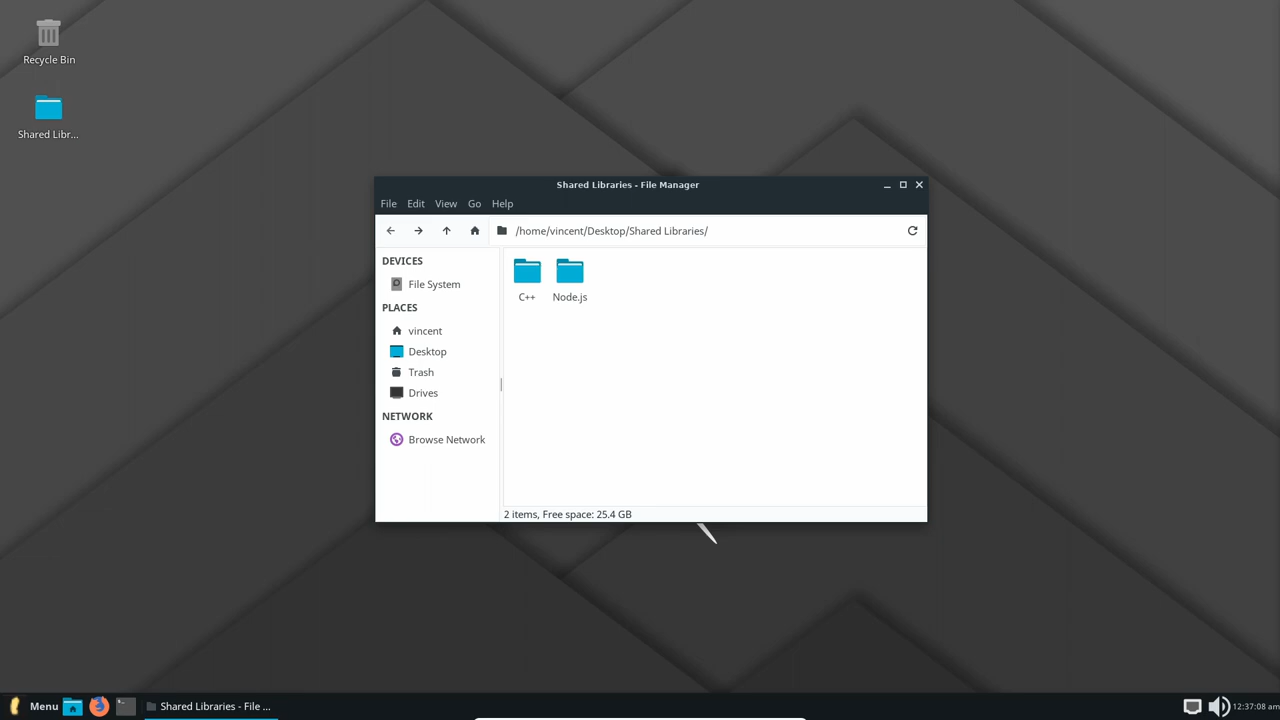 Recycle Bin
Shared Libr...
Shared Libraries - File Manager
File Edit View Go Help
/home/vincent/Desktop/Shared Libraries/
DEVICES
File System
PLACES
vincent
Desktop
Trash
Drives
NETWORK
Browse Network
C++ Node.js
2 items, Free space: 25.4 GB
Menu
Shared Libraries - File ...
12:37:08 am